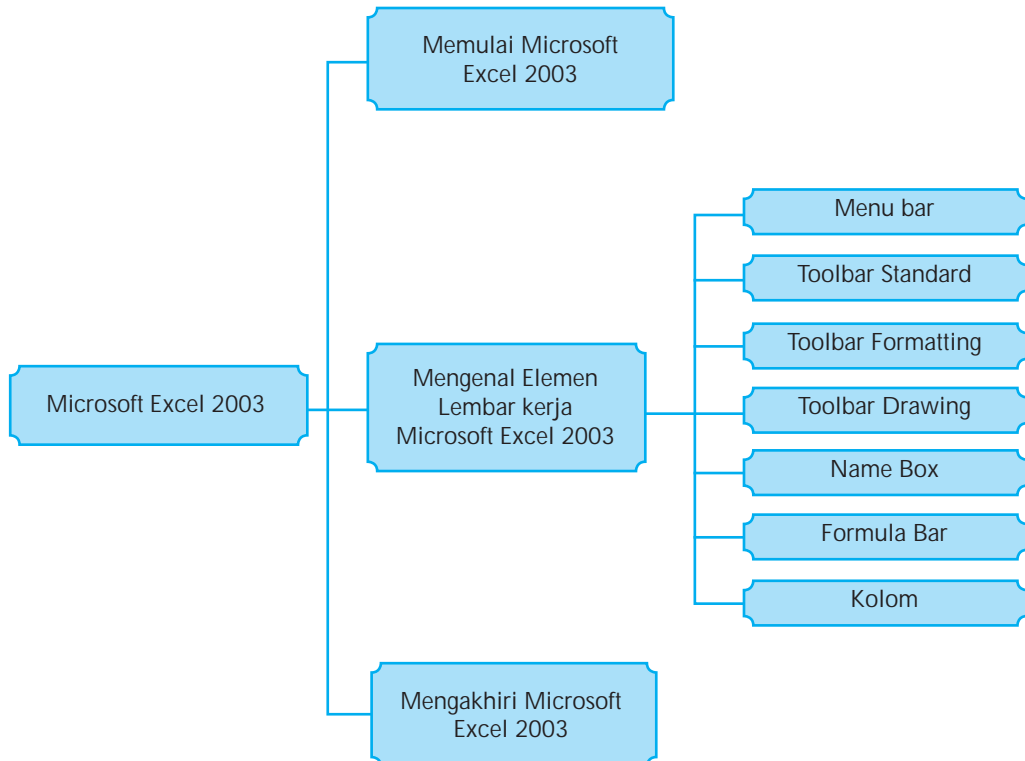 Microsoft Excel 2003
Memulai Microsoft
Excel 2003
Mengenal Elemen
Lembar kerja
Microsoft Excel 2003
Menu bar
Toolbar Standard
Toolbar Formatting
Toolbar Drawing
Name Box
Formula Bar
Kolom
Mengakhiri Microsoft
Excel 2003